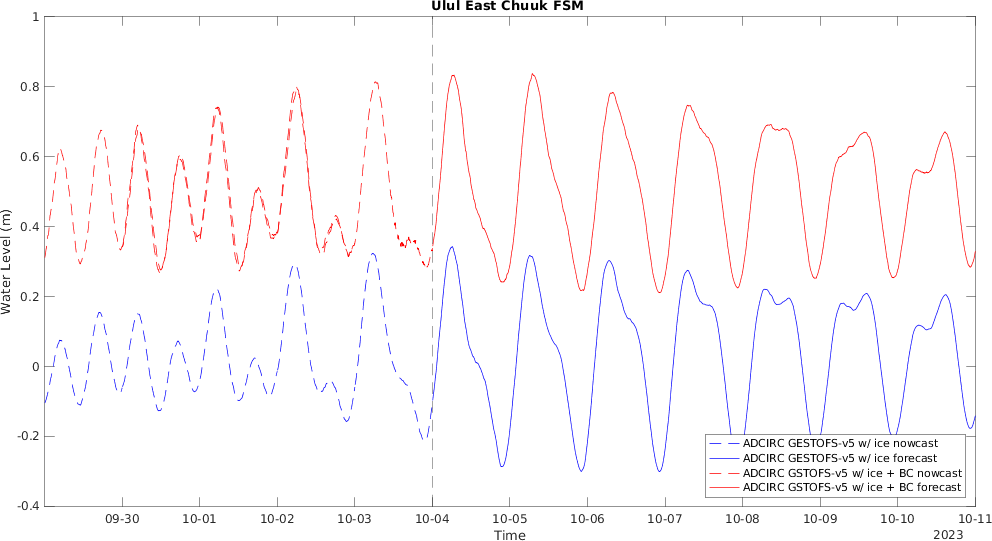 Ulul East Chuuk FSM
1
0.8
0.6
0.4
0.2
0
-0.2
-0.4
Water Level (m)
ADCIRC GESTOFS-v5 w/ ice nowcast
ADCIRC GESTOFS-v5 w/ ice forecast
ADCIRC GSTOFS-v5 w/ ice + BC nowcast
ADCIRC GSTOFS-v5 w/ ice + BC forecast
09-30 10-01 10-02 10-03 10-04 10-05 10-06 10-07 10-08 10-09 10-10 10-11
Time
2023